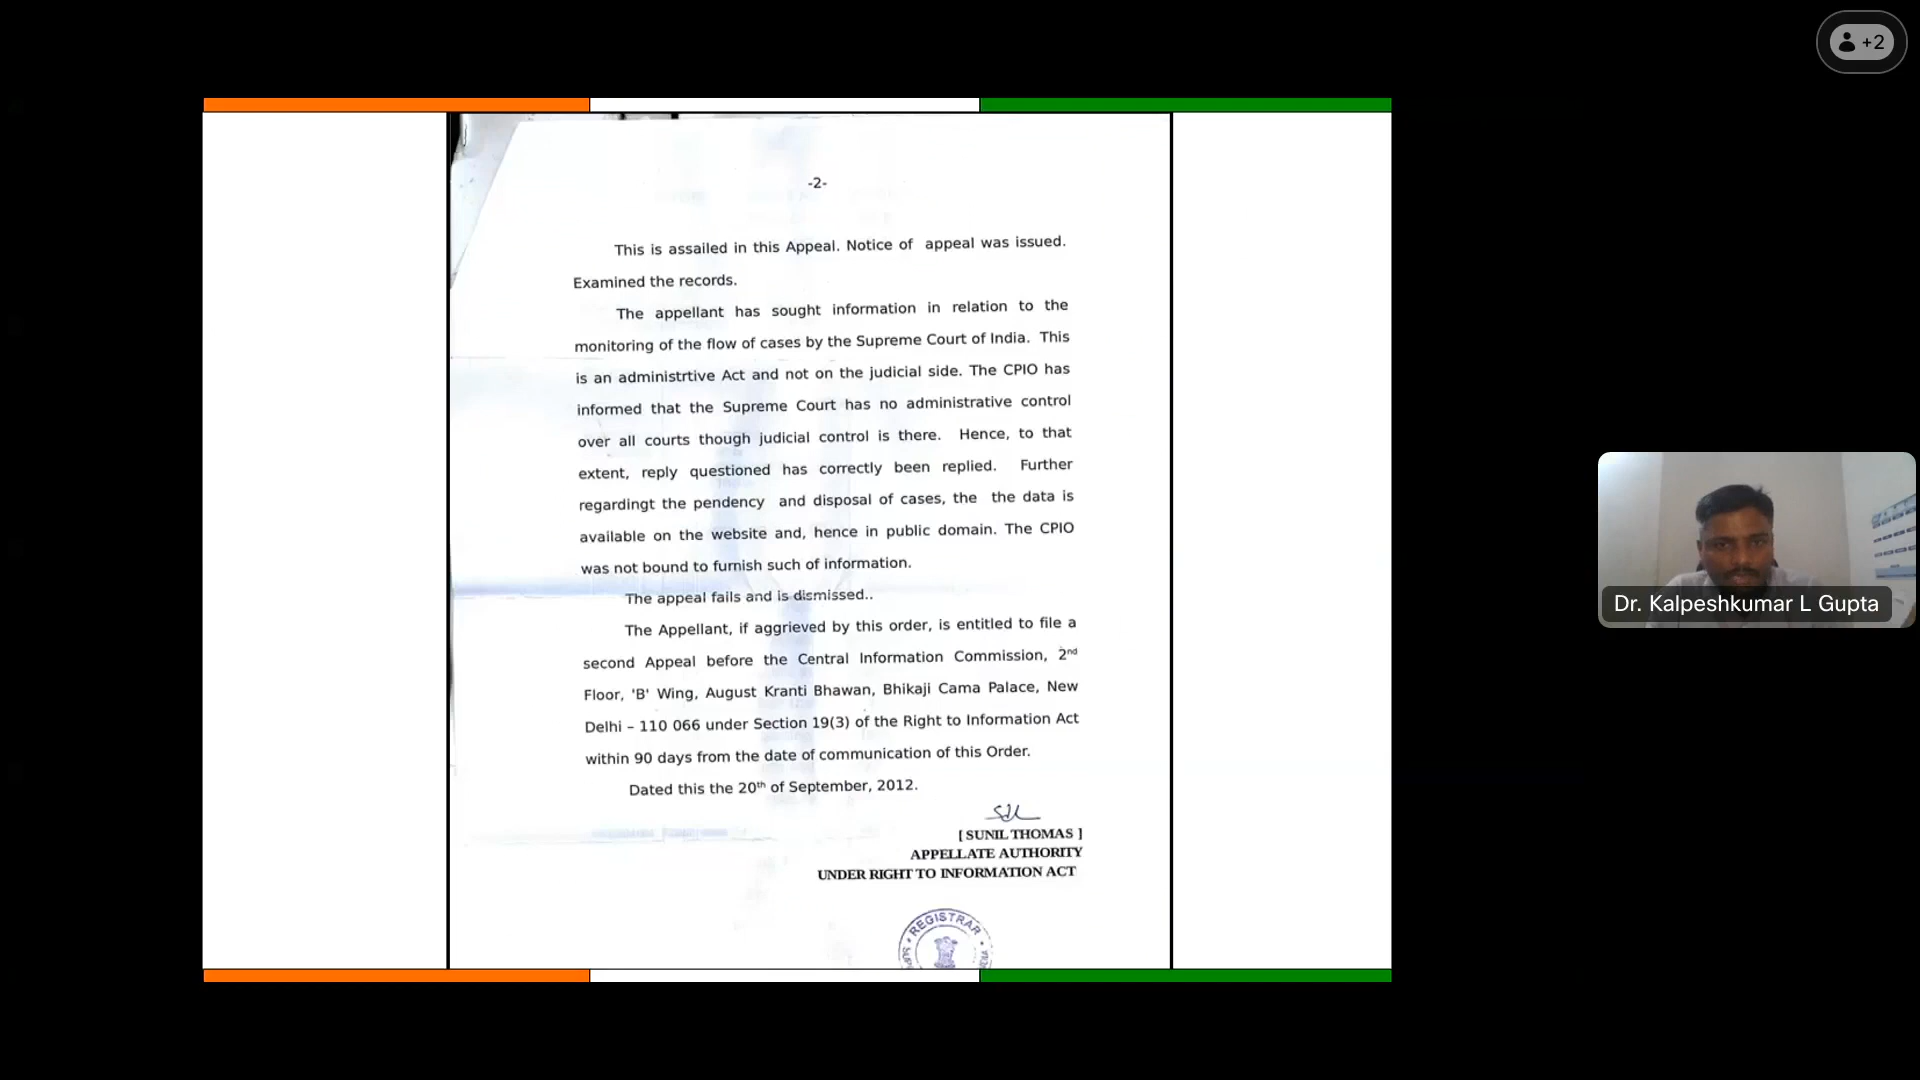 +2
-2-
This is assailed in this Appeal. Notice of appeal was issued.
Examined the records.
The appellant has sought information in relation to the
monitoring of the flow of cases by the Supreme Court of India. This
is an administrtive Act and not on the judicial side. The CPIO has
informed that the Supreme Court has no administrative control
over all courts though judicial control is there. Hence, to that
extent, reply questioned has correctly been replied. Further
regardingt the pendency and disposal of cases, the the data is
available on the website and, hence in public domain. The CPIO
was not bound to furnish such of information.
The appeal fails and is dismissed..
The Appellant, if aggrieved by this order, is entitled to file a
second Appeal before the Central Information Commission, 2nd
Floor, 'B' Wing, August Kranti Bhawan, Bhikaji Cama Palace, New
Delhi – 110 066 under Section 19(3) of the Right to Information Act
within 90 days from the date of communication of this Order.
Dated this the 20th of September, 2012.
[ SUNIL THOMAS ]
APPELLATE AUTHORITY
UNDER RIGHT TO INFORMATION ACT
REGISTRAR
Dr. Kalpeshkumar L Gupta